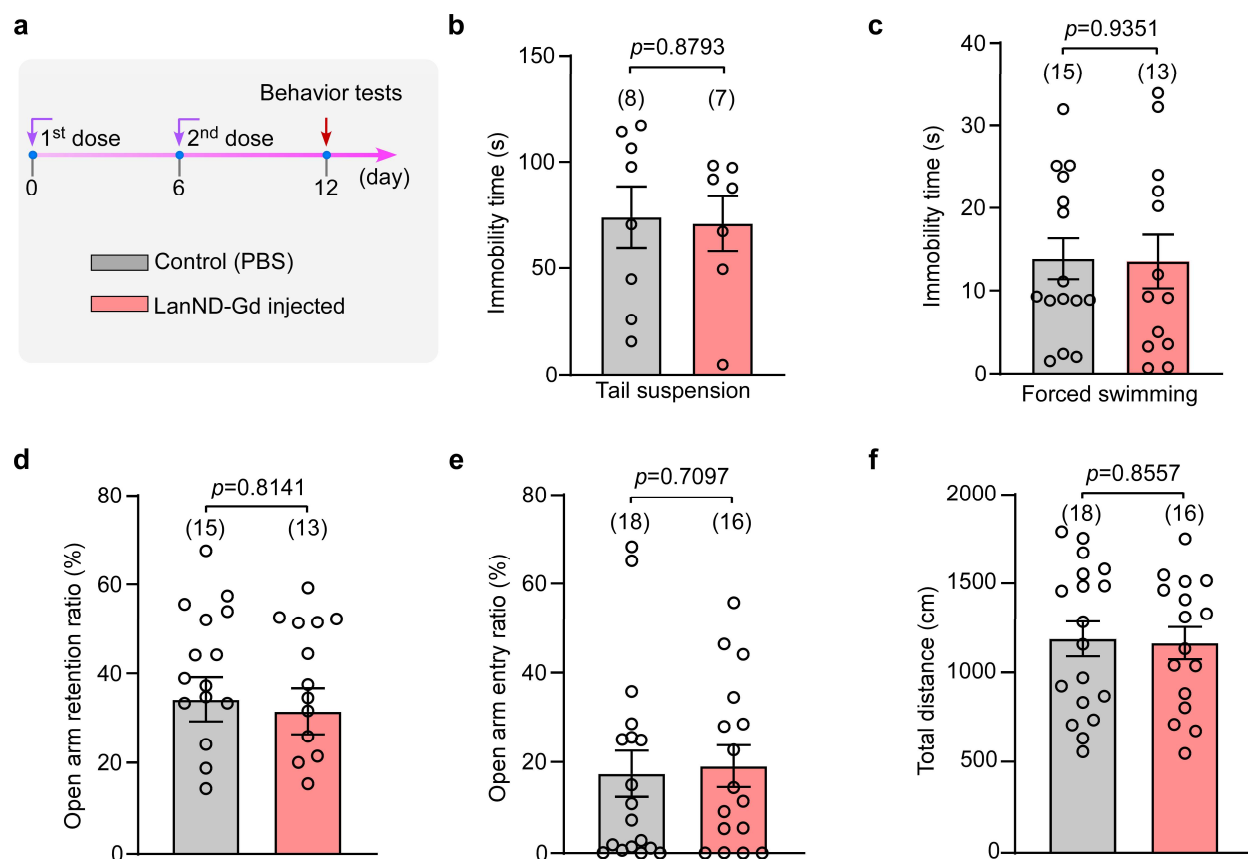 a
Behavior tests
1st dose
2nd dose
0
6
12
(day)
Control (PBS)
LanND-Gd injected
b
p=0.8793
(8)
(7)
150
100
50
0
Immobility time (s)
Tail suspension
c
p=0.9351
(15)
(13)
40
30
20
10
0
Immobility time (s)
Forced swimming
d
p=0.8141
(15)
(13)
80
60
40
20
0
Open arm retention ratio (%)
e
p=0.7097
(18)
(16)
80
60
40
20
0
Open arm entry ratio (%)
f
p=0.8557
(18)
(16)
2000
1500
1000
500
0
Total distance (cm)